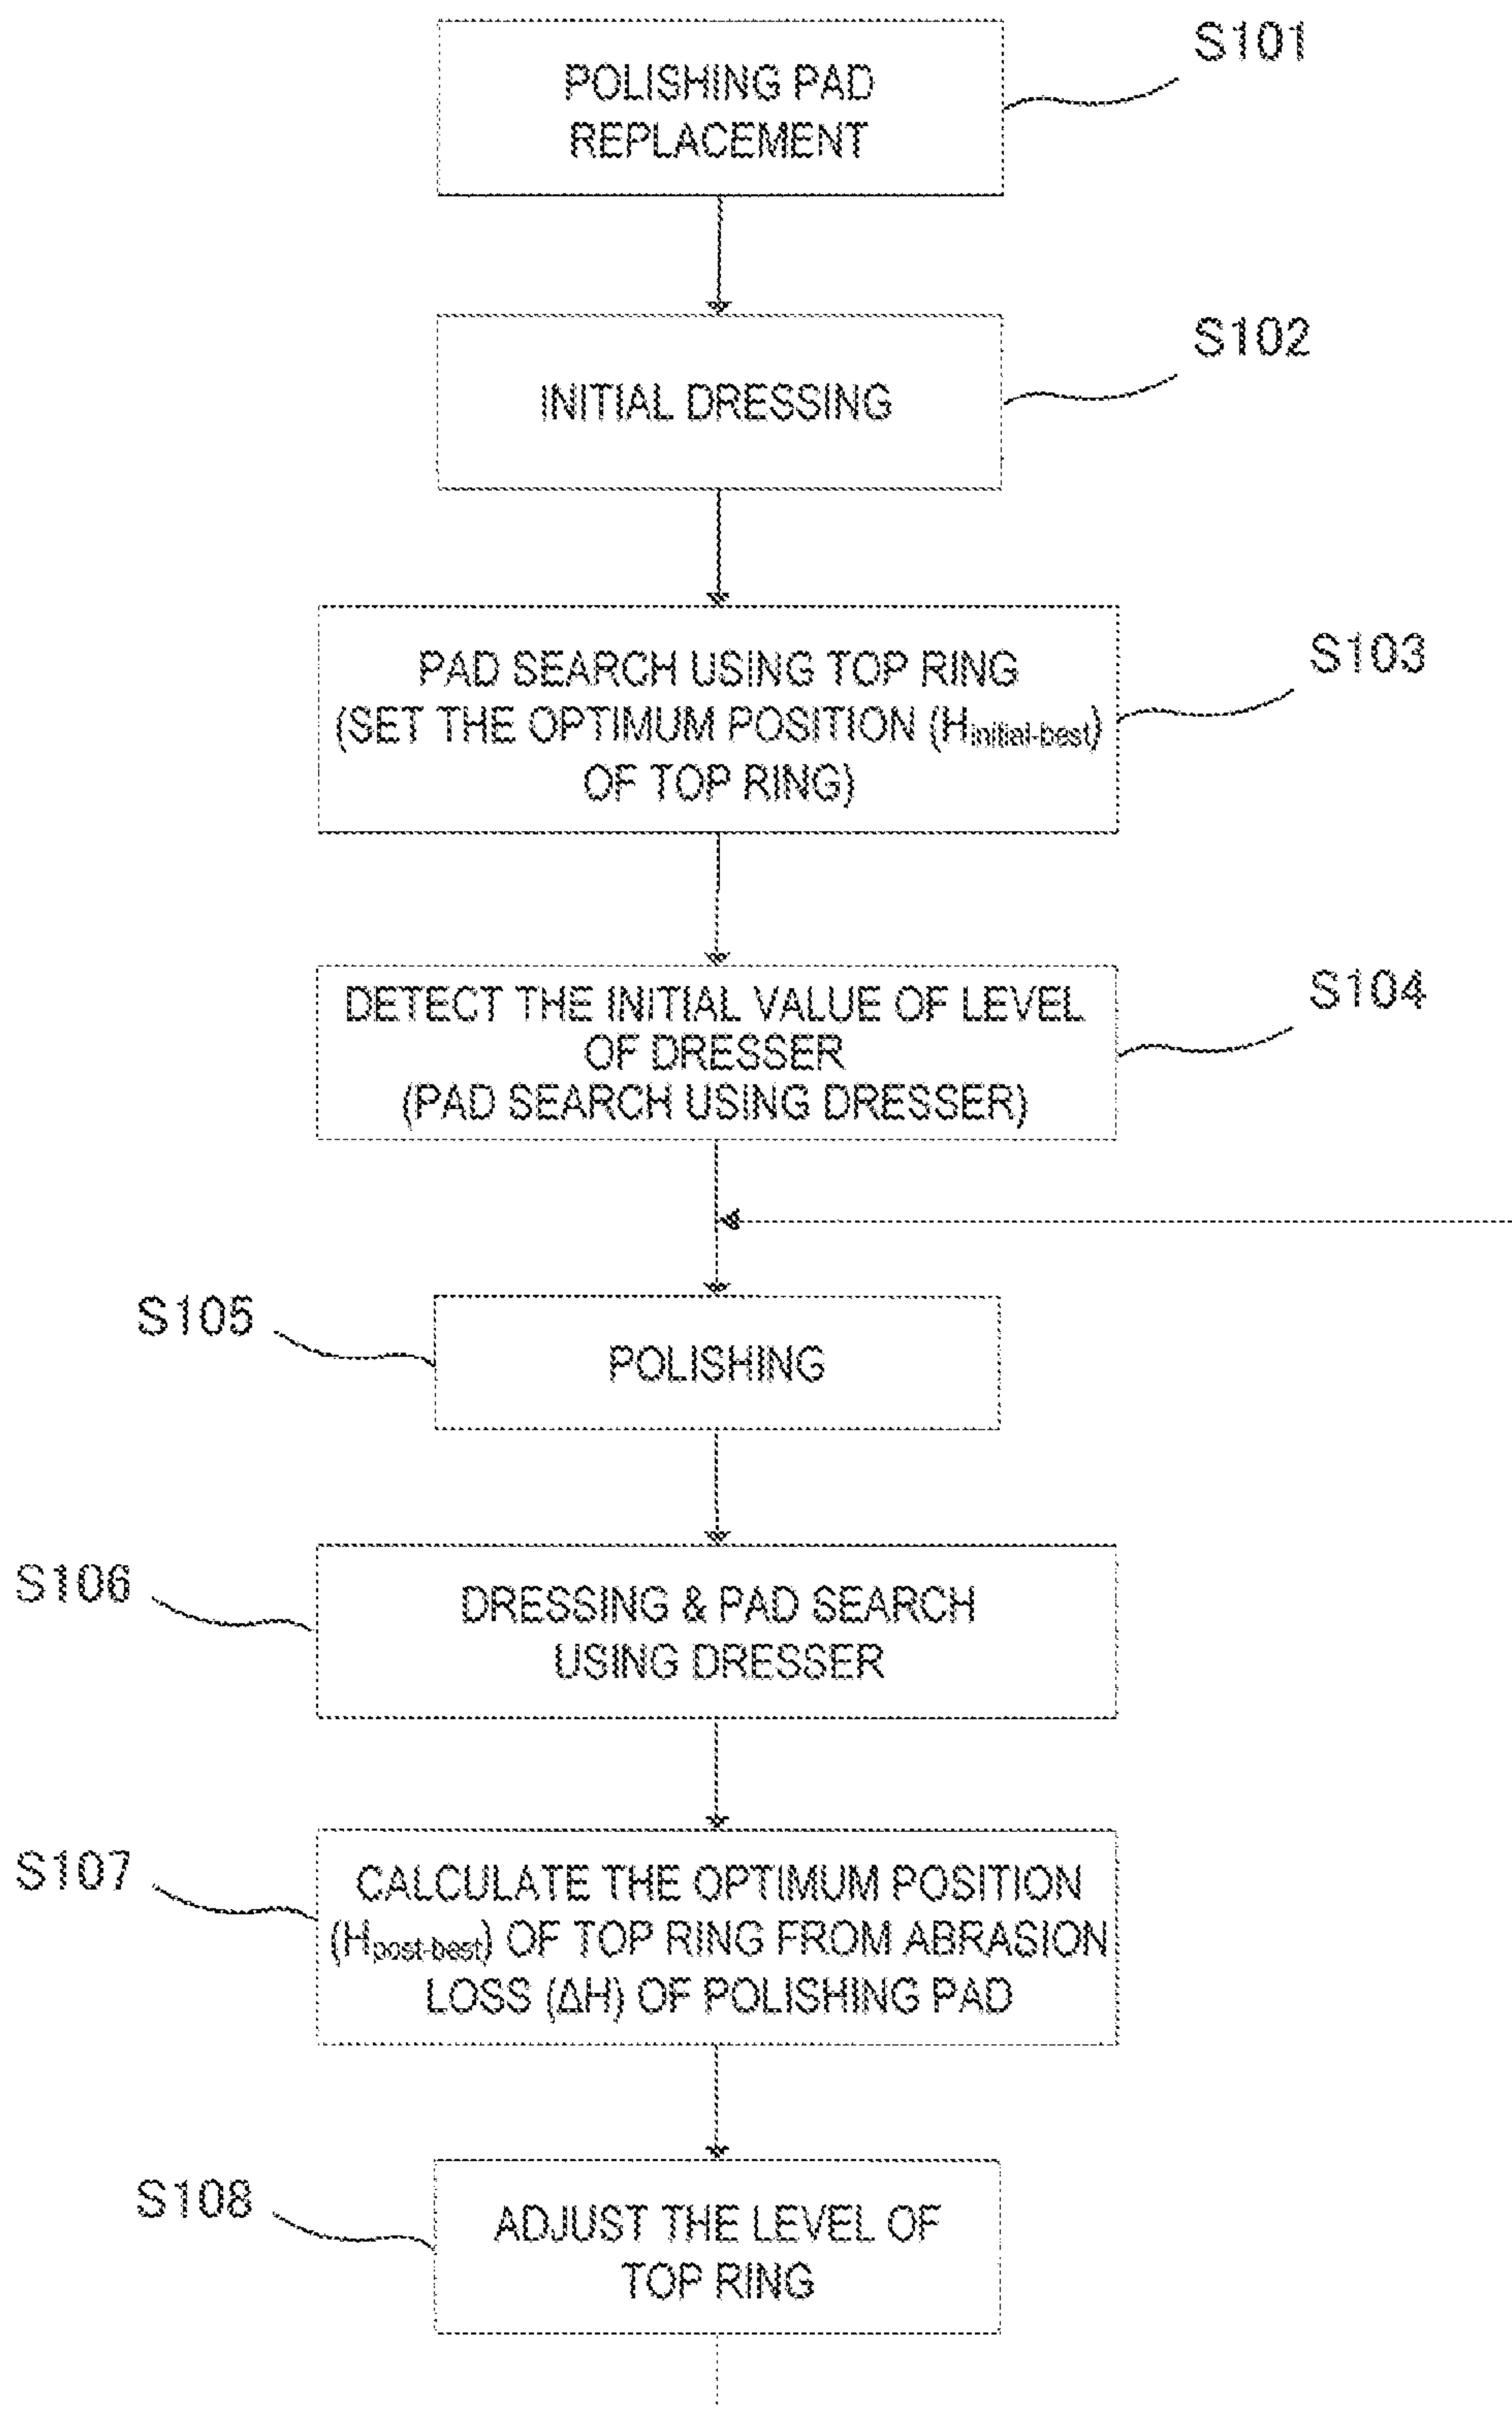 S101
POLISHING PAD
REPLACEMENT
S102
INITIAL DRESSING
S103
PAD SEARCH USING TOP RING
(SET THE OPTIMUM POSITION (Hinitial-best)
OF TOP RING)
S104
DETECT THE INITIAL VALUE OF LEVEL
OF DRESSER
(PAD SEARCH USING DRESSER)
S105
POLISHING
S106
DRESSING & PAD SEARCH
USING DRESSER
S107
CALCULATE THE OPTIMUM POSITION
(Hpost-best) OF TOP RING FROM ABRASION
LOSS (ΔH) OF POLISHING PAD
S108
ADJUST THE LEVEL OF
TOP RING